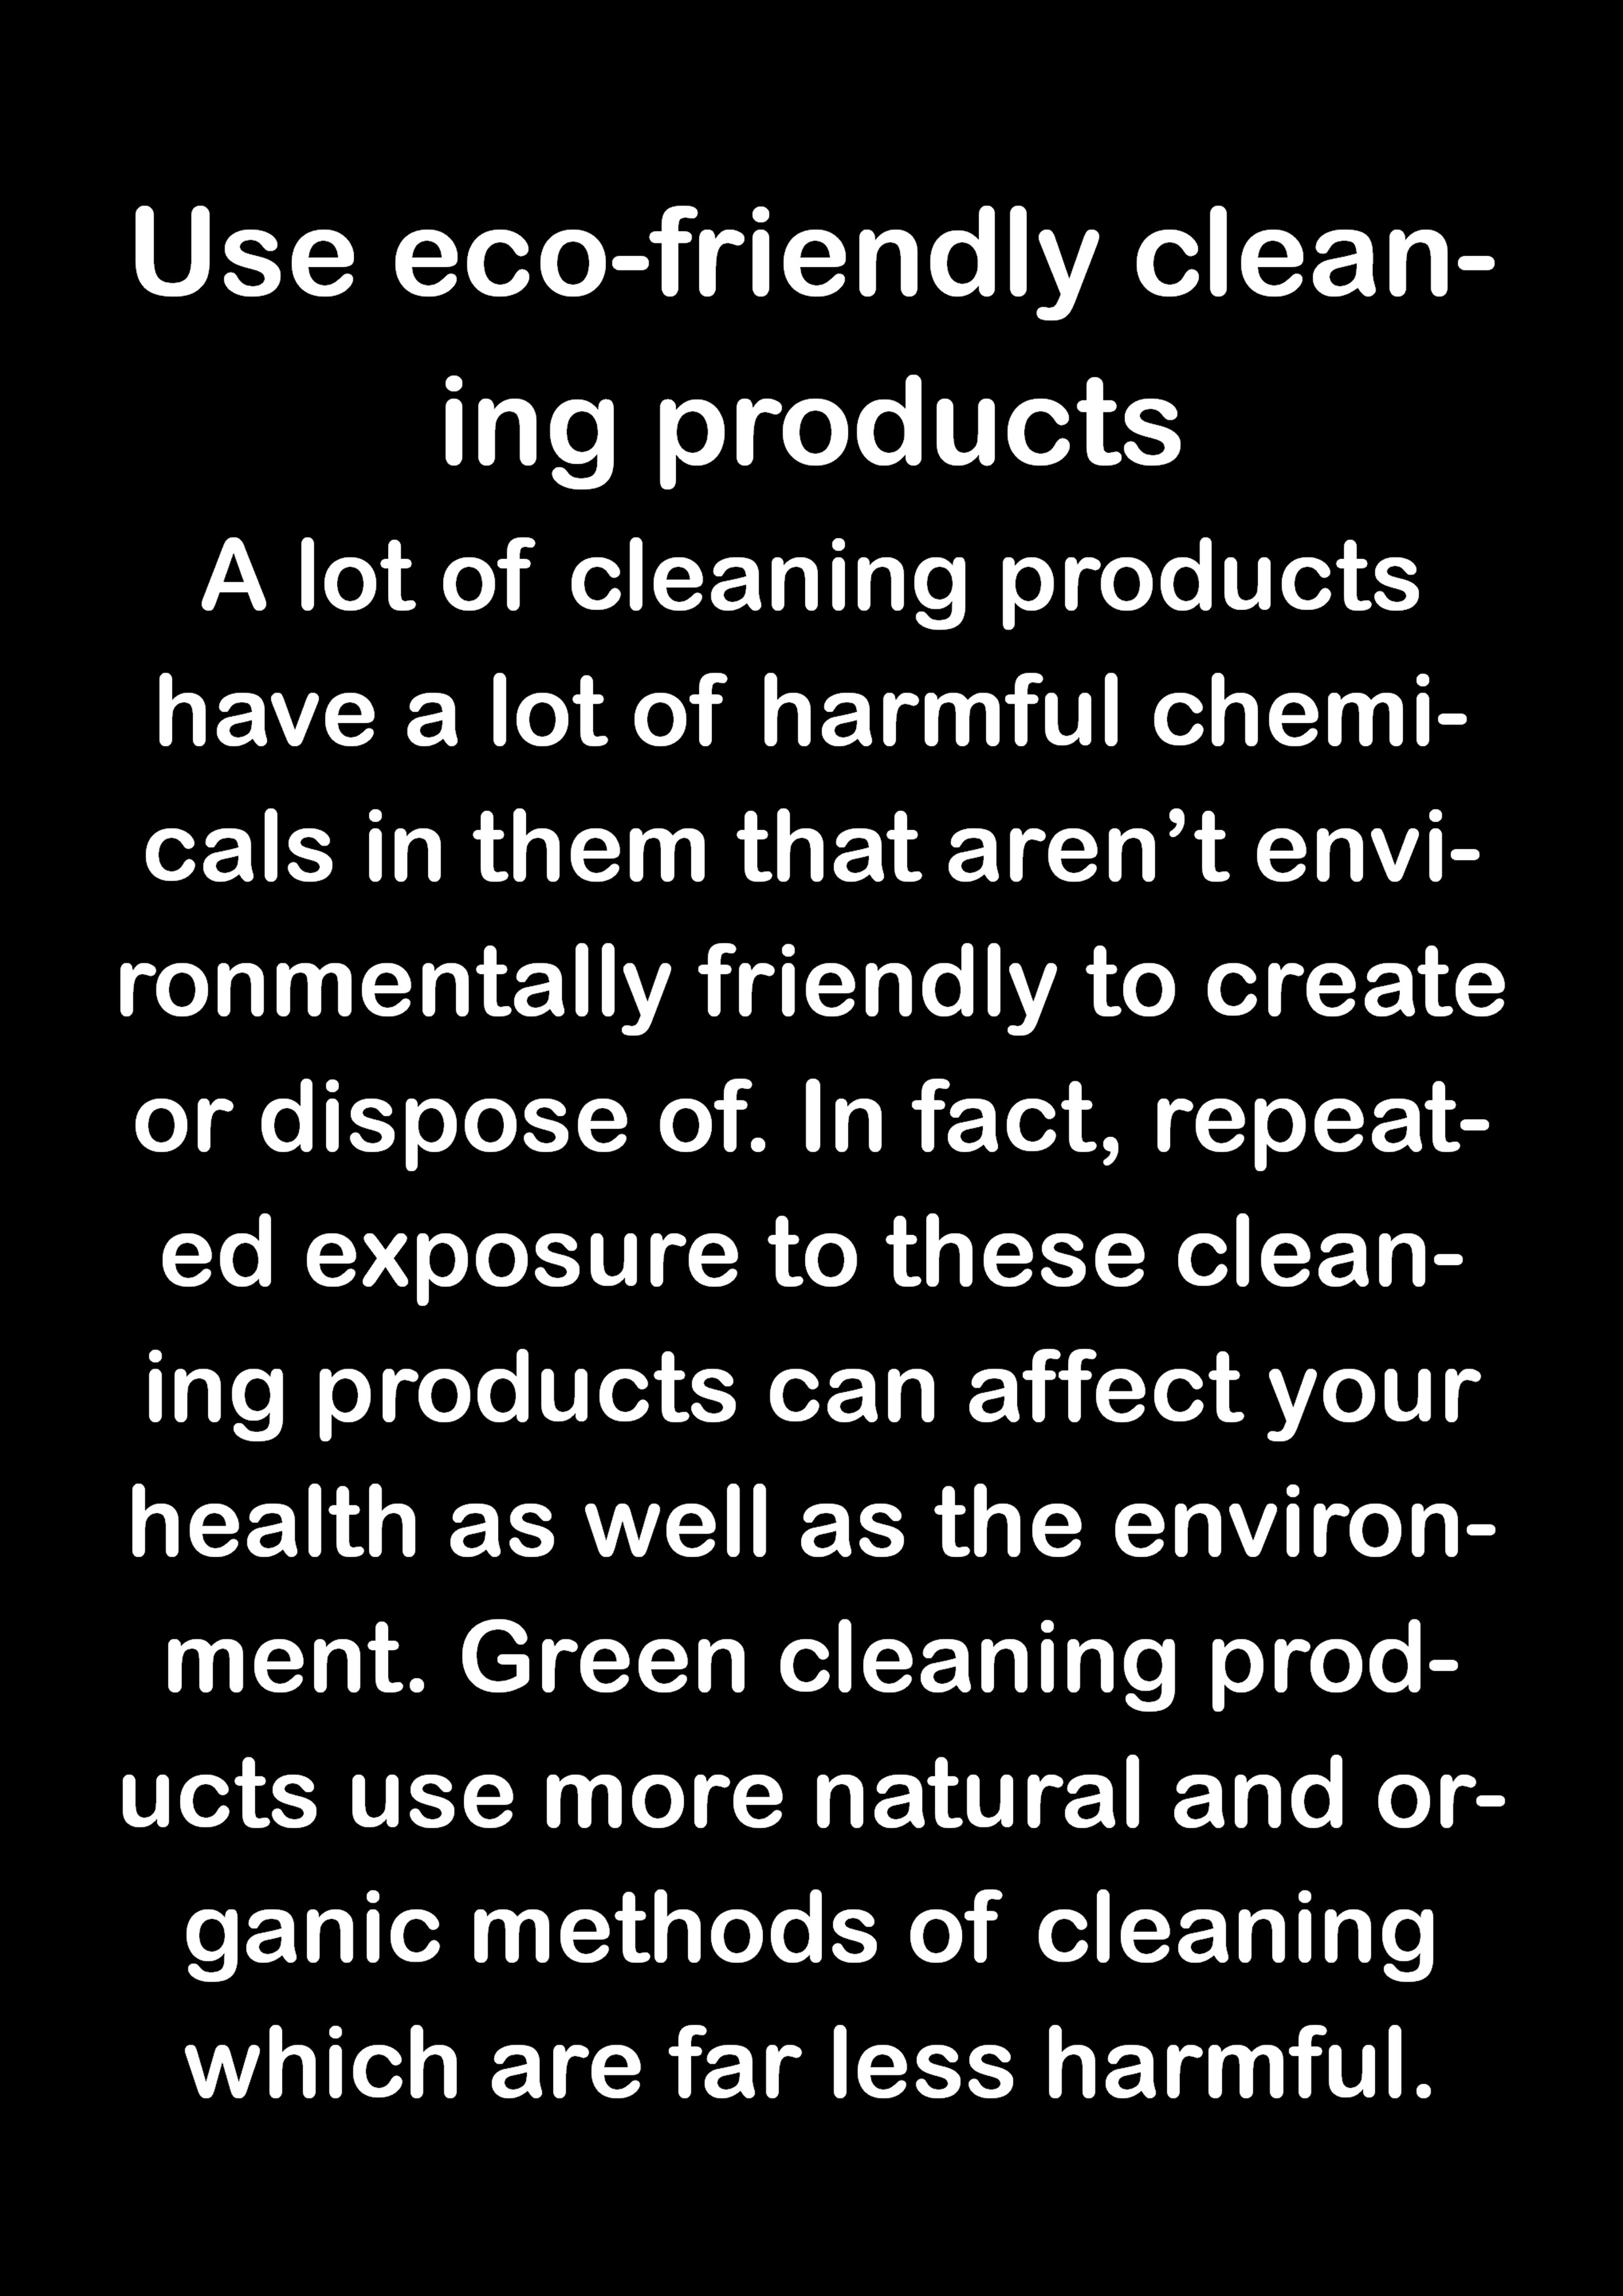 Use eco-friendly clean-
ing products
A lot of cleaning products
have a lot of harmful chemi-
cals in them that aren’t envi-
ronmentally friendly to create
or dispose of. In fact, repeat-
ed exposure to these clean-
ing products can affect your
health as well as the environ-
ment. Green cleaning prod-
ucts use more natural and or-
ganic methods of cleaning
which are far less harmful.